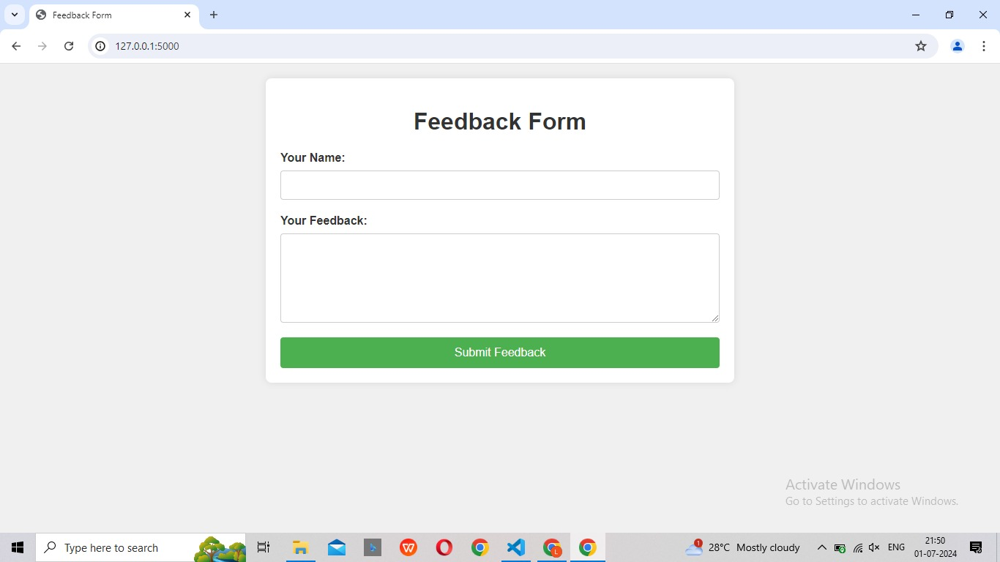 Feedback Form
127.0.0.1:5000
Feedback Form
Your Name:
Your Feedback:
Submit Feedback
Activate Windows
Go to Settings to activate Windows.
Type here to search
W
L
1
28°C Mostly cloudy
ENG
21:50
01-07-2024